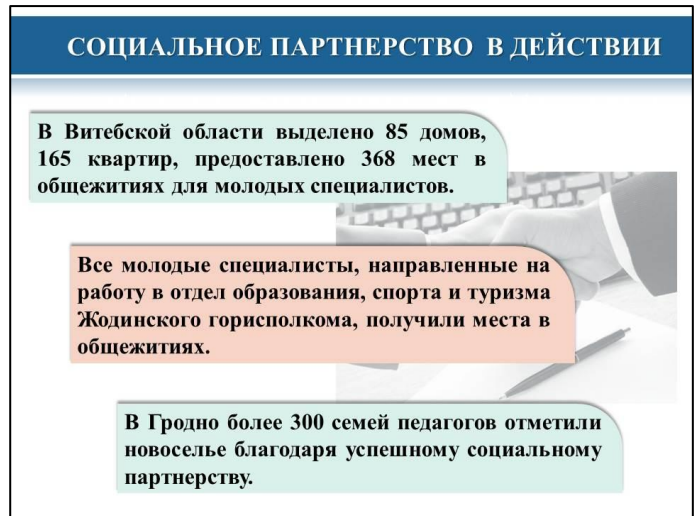 СОЦИАЛЬНОЕ ПАРТНЕРСТВО В ДЕЙСТВИИ
В Витебской области выделено 85 домов,
165 квартир, предоставлено 368 мест в
общежитиях для молодых специалистов.
Все молодые специалисты, направленные на
работу в отдел образования, спорта и туризма
Жодинского горисполкома, получили места в
общежитиях.
В Гродно более 300 семей педагогов отметили
новоселье благодаря успешному социальному
партнерству.